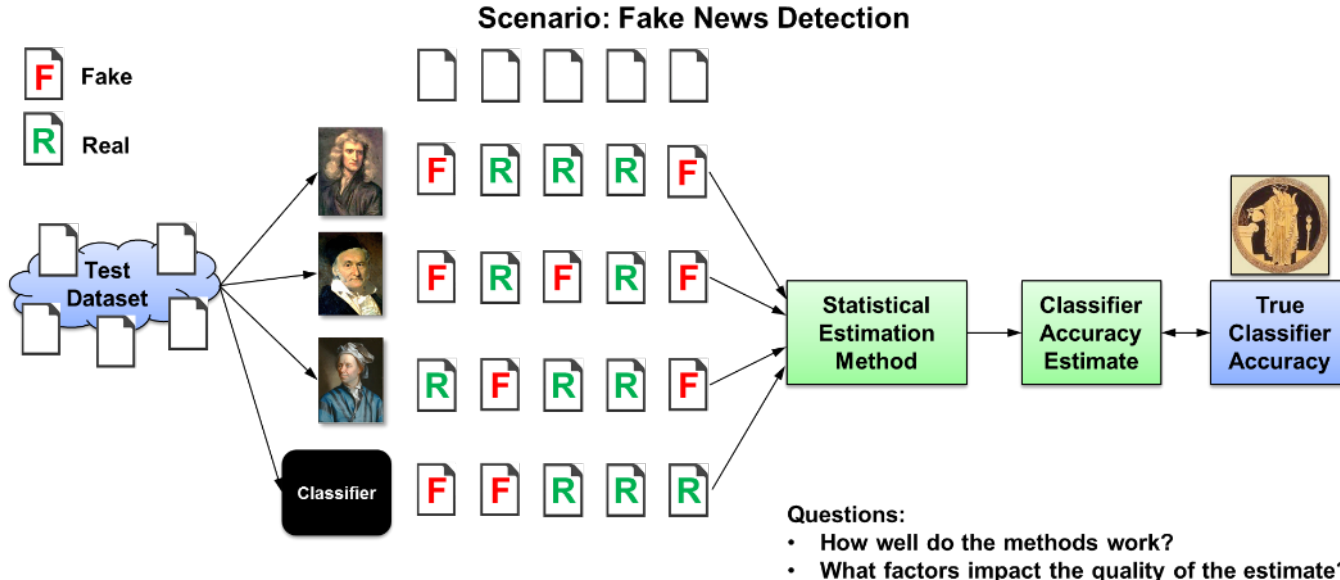 Scenario: Fake News Detection
F Fake
R Real
F R R R F
F R F R F
Test
Dataset
R F R R F
Classifier F F R R R
Statistical
Estimation
Method
Classifier
Accuracy
Estimate
True
Classifier
Accuracy
Questions:
• How well do the methods work?
• What factors impact the quality of the estimate?